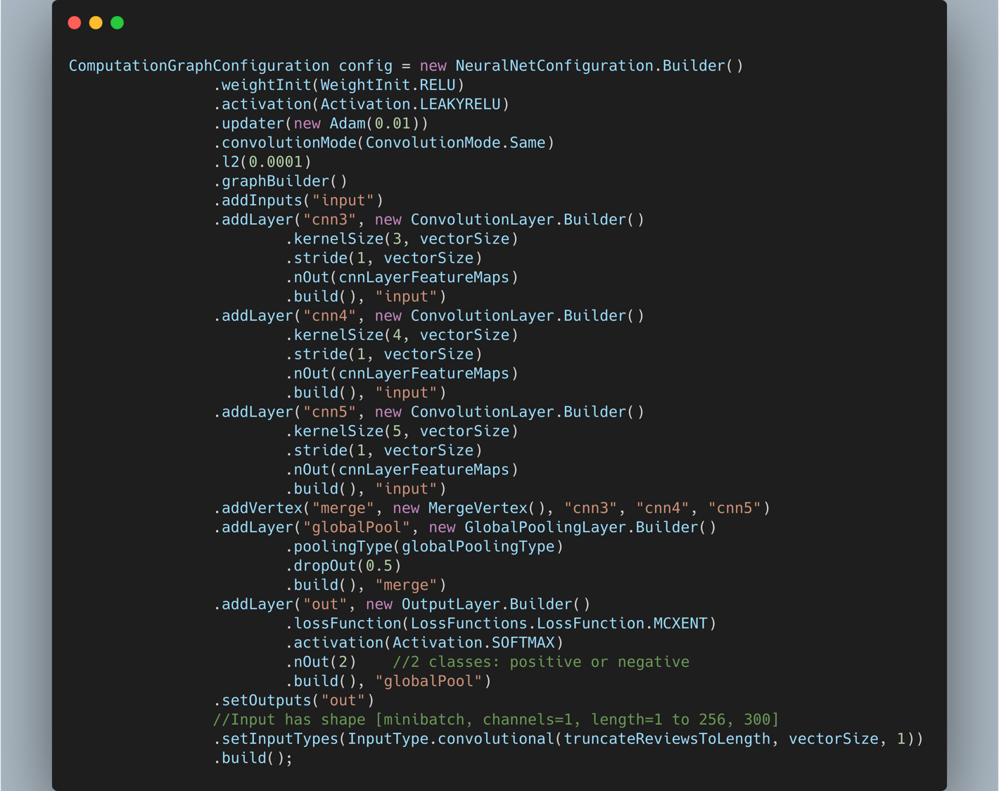 ComputationGraphConfiguration config = new NeuralNetConfiguration.Builder()
                .weightInit(WeightInit.RELU)
                .activation(Activation.LEAKYRELU)
                .updater(new Adam(0.01))
                .convolutionMode(ConvolutionMode.Same)
                .l2(0.0001)
                .graphBuilder()
                .addInputs("input")
                .addLayer("cnn3", new ConvolutionLayer.Builder()
                        .kernelSize(3, vectorSize)
                        .stride(1, vectorSize)
                        .nOut(cnnLayerFeatureMaps)
                        .build(), "input")
                .addLayer("cnn4", new ConvolutionLayer.Builder()
                        .kernelSize(4, vectorSize)
                        .stride(1, vectorSize)
                        .nOut(cnnLayerFeatureMaps)
                        .build(), "input")
                .addLayer("cnn5", new ConvolutionLayer.Builder()
                        .kernelSize(5, vectorSize)
                        .stride(1, vectorSize)
                        .nOut(cnnLayerFeatureMaps)
                        .build(), "input")
                .addVertex("merge", new MergeVertex(), "cnn3", "cnn4", "cnn5")
                .addLayer("globalPool", new GlobalPoolingLayer.Builder()
                        .poolingType(globalPoolingType)
                        .dropOut(0.5)
                        .build(), "merge")
                .addLayer("out", new OutputLayer.Builder()
                        .lossFunction(LossFunctions.LossFunction.MCXENT)
                        .activation(Activation.SOFTMAX)
                        .nOut(2)    //2 classes: positive or negative
                        .build(), "globalPool")
                .setOutputs("out")
                //Input has shape [minibatch, channels=1, length=1 to 256, 300]
                .setInputTypes(InputType.convolutional(truncateReviewsToLength, vectorSize, 1))
                .build();